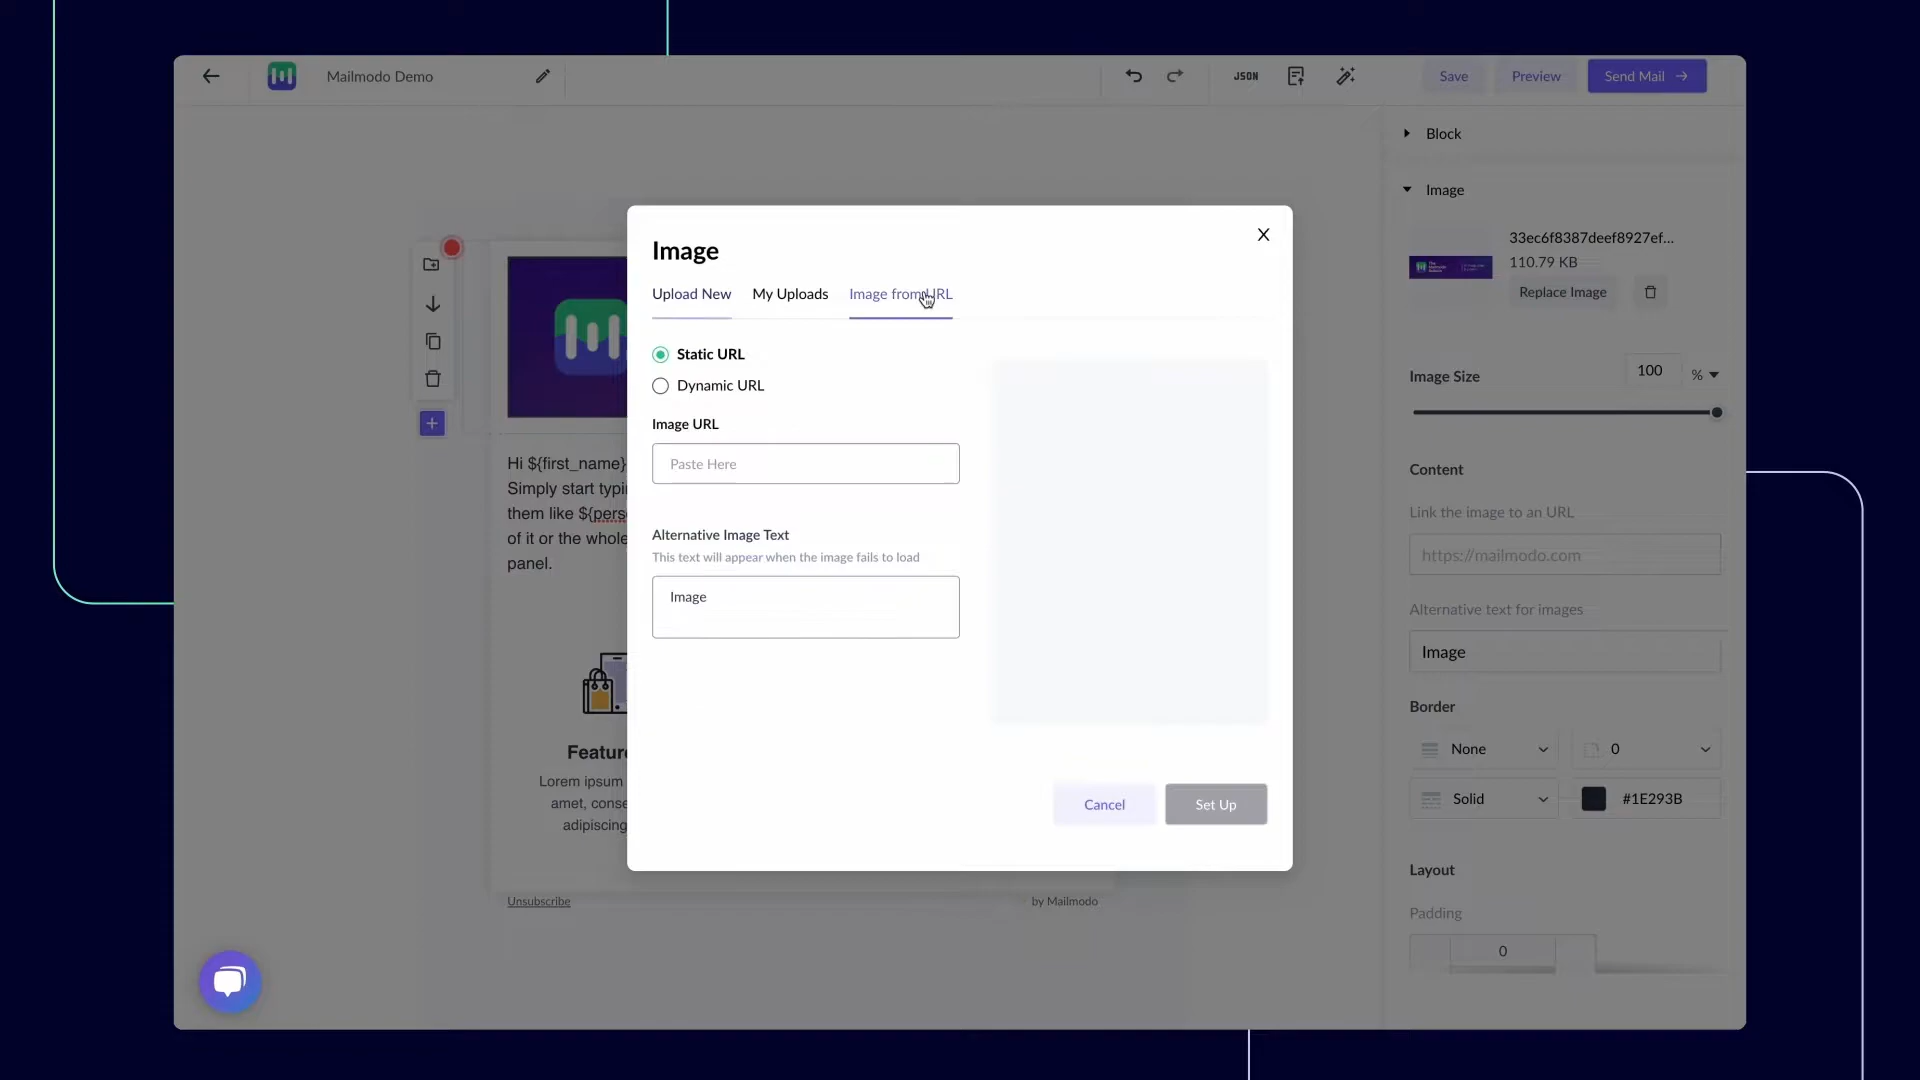 Mailmodo Demo
JSON
Save
Preview
Send Mail
Block
Image
33ec6f8387deef8927ef...
110.79 KB
Replace Image
Image Size
100
%
Content
Link the image to an URL
https://mailmodo.com
Alternative text for images
Image
Border
None
0
Solid
#1E293B
Layout
Padding
0
Hi ${first_name}
Simply start typi
them like ${pers
of it or the whole
panel.
Featur
Lorem ipsum
amet, conse
adipiscing
Unsubscribe
by Mailmodo
Image
X
Upload New
My Uploads
Image from URL
Static URL
Dynamic URL
Image URL
Paste Here
Alternative Image Text
This text will appear when the image fails to load
Image
Cancel
Set Up